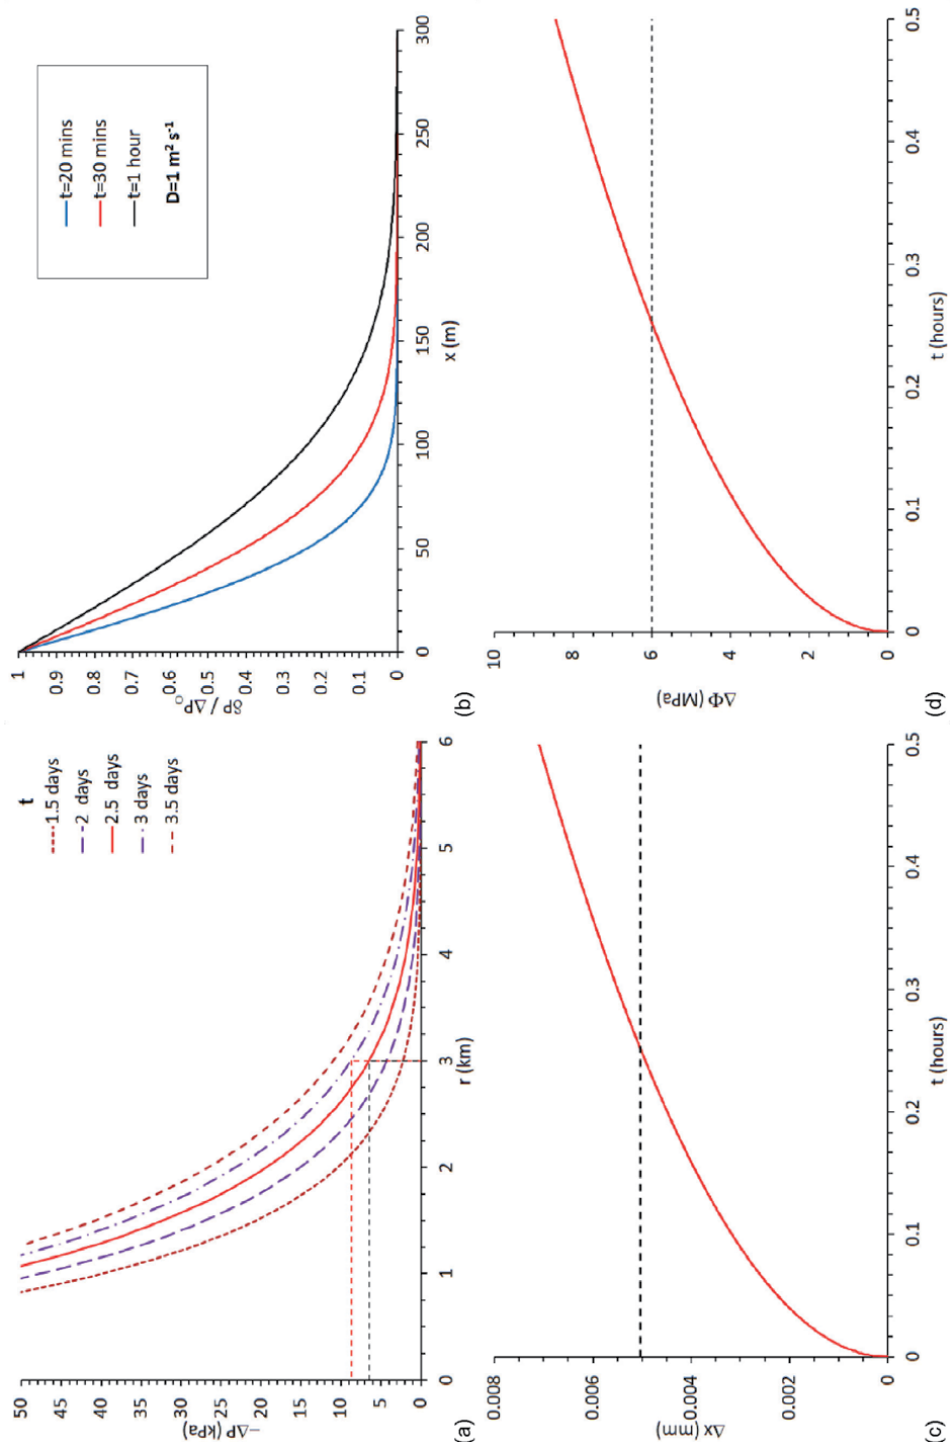 t
1.5 days
2 days
2.5 days
3 days
3.5 days
50
45
40
35
30
25
20
15
10
5
0
−ΔP (kPa)
0
1
2
3
4
5
6
r (km)
(a)
t=20 mins
t=30 mins
t=1 hour
D=1 m² s⁻¹
1
0.9
0.8
0.7
0.6
0.5
0.4
0.3
0.2
0.1
0
δP / ΔP₀
0
50
100
150
200
250
300
x (m)
(b)
0.008
0.006
0.004
0.002
0
Δx (mm)
0
0.1
0.2
0.3
0.4
0.5
t (hours)
(c)
10
8
6
4
2
0
ΔΦ (MPa)
0
0.1
0.2
0.3
0.4
0.5
t (hours)
(d)